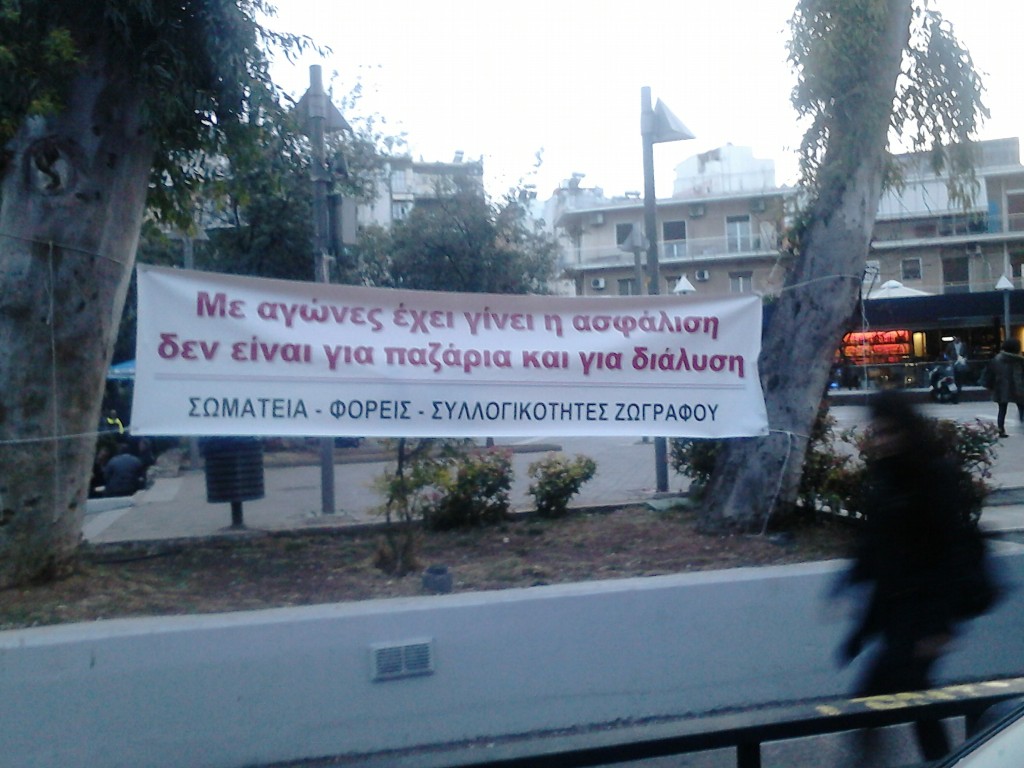 Με αγώνες έχει γίνει η ασφάλιση
δεν είναι για παζάρια και για διάλυση
ΣΩΜΑΤΕΙΑ - ΦΟΡΕΙΣ - ΣΥΛΛΟΓΙΚΟΤΗΤΕΣ ΖΩΓΡΑΦΟΥ